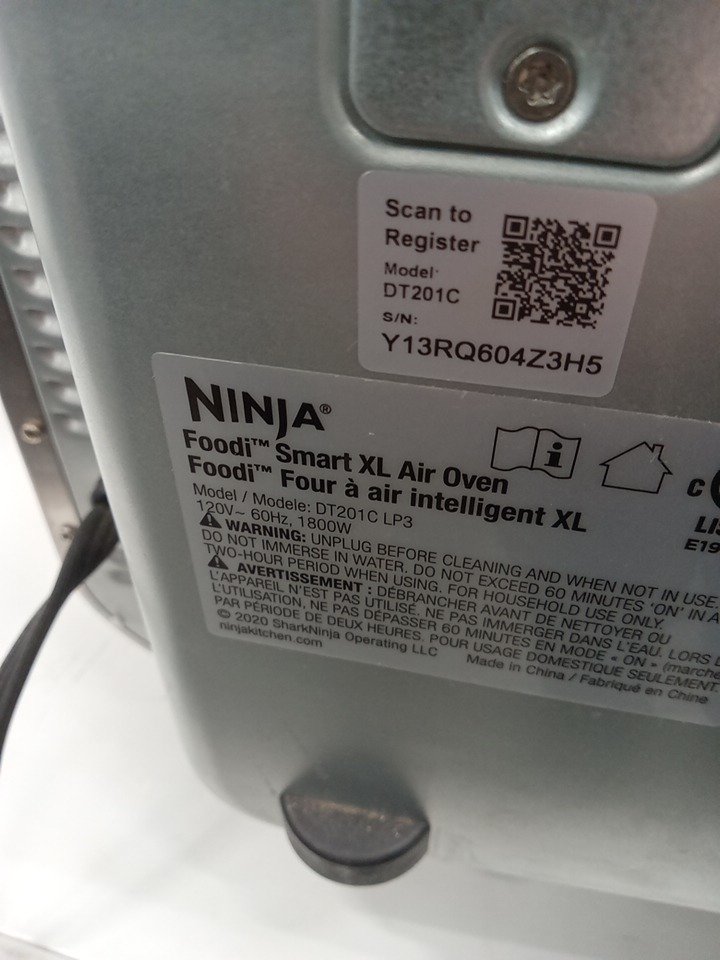 Scan to
Register
Model
DT201C
S/N:
Y13RQ604Z3H5
NINJA®
Foodi™ Smart XL Air Oven
Foodi™ Four à air intelligent XL
Model / Modele: DT201C LP3
120V~ 60Hz, 1800W
WARNING: UNPLUG BEFORE CLEANING AND WHEN NOT IN USE
DO NOT IMMERSE IN WATER. DO NOT EXCEED 60 MINUTES 'ON' IN A
TWO-HOUR PERIOD WHEN USING. FOR HOUSEHOLD USE ONLY.
AVERTISSEMENT : DÉBRANCHER AVANT DE NETTOYER OU
L'APPAREIL N'EST PAS UTILISÉ. NE PAS IMMERGER DANS L'EAU. LORS
L'UTILISATION, NE PAS DÉPASSER 60 MINUTES EN MODE « ON » (marche
PAR PÉRIODE DE DEUX HEURES. POUR USAGE DOMESTIQUE SEULEMENT
© 2020 SharkNinja Operating LLC
ninjakitchen.com
Made in China / Fabriqué en Chine
C
LIS
E19